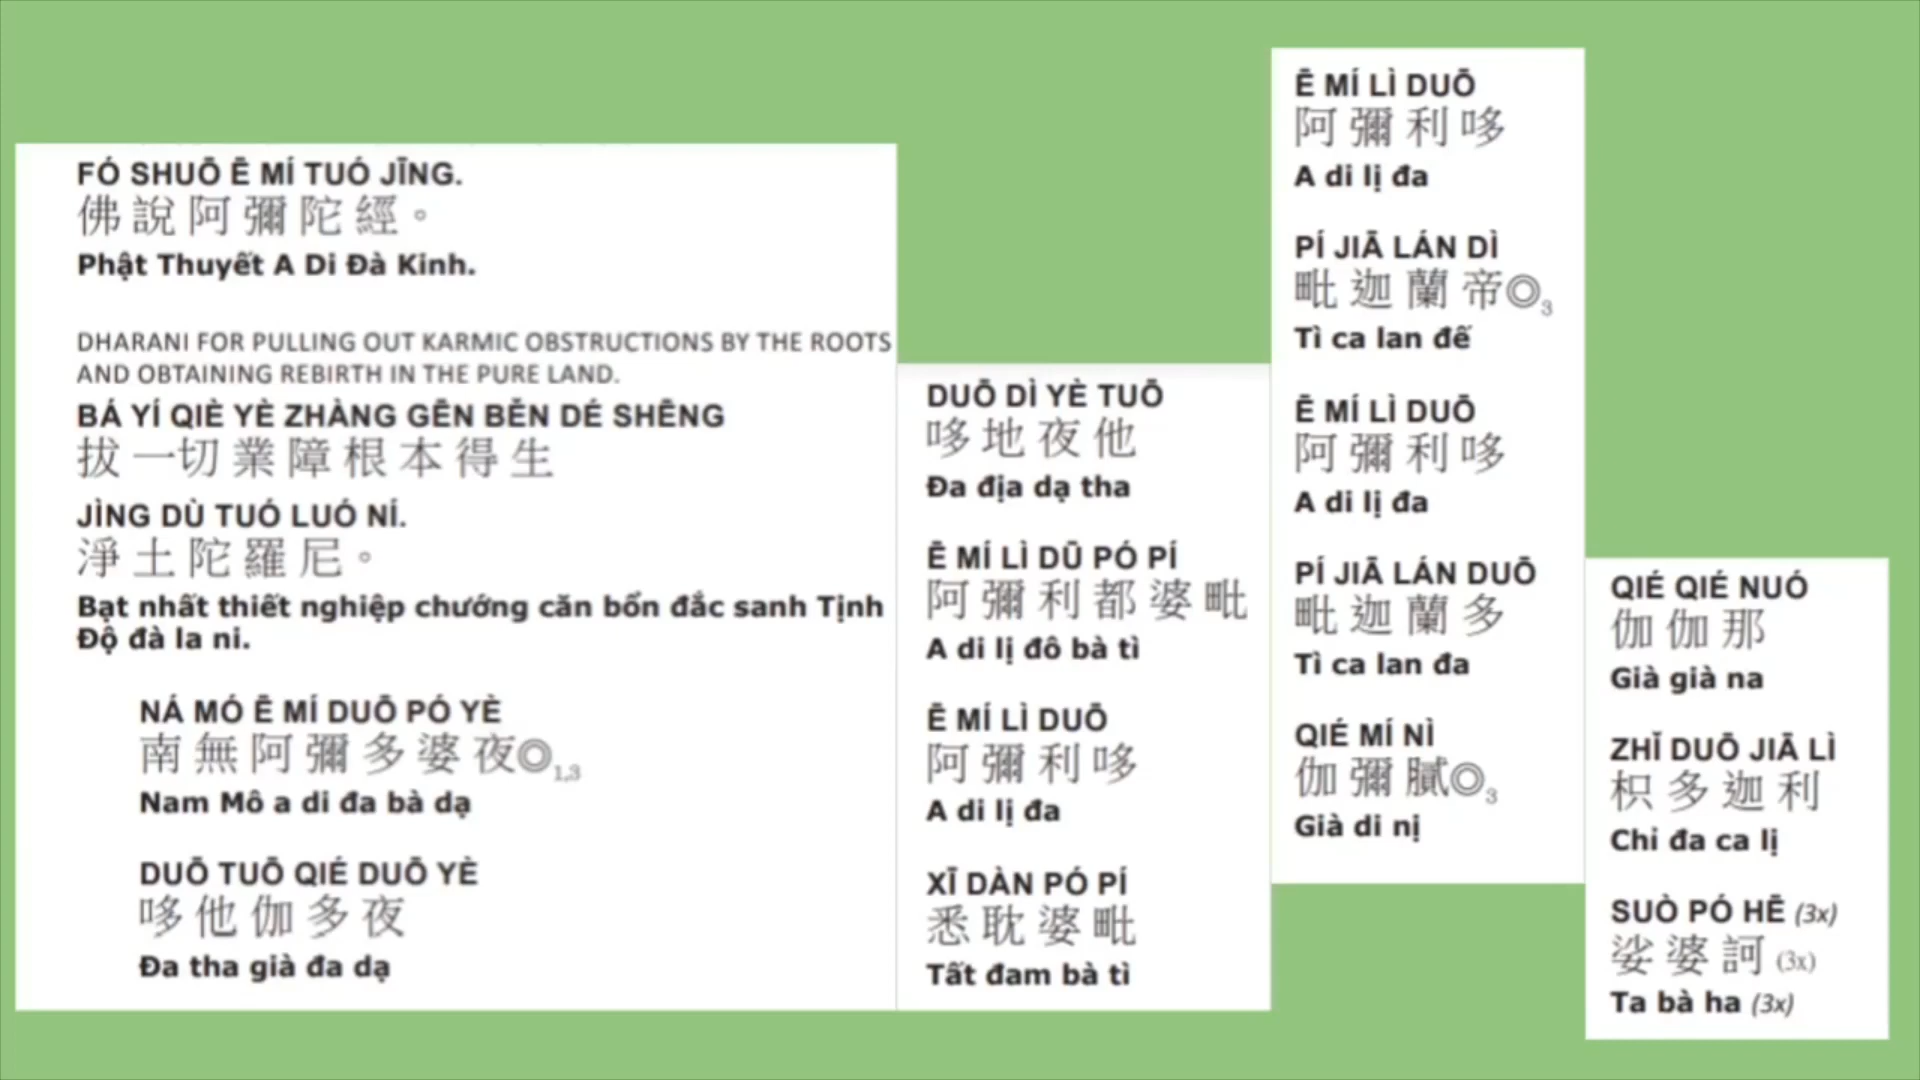 FÓ SHUŌ Ē MÍ TUÓ JĪNG.
佛說阿彌陀經。
Phật Thuyết A Di Đà Kinh.
DHARANI FOR PULLING OUT KARMIC OBSTRUCTIONS BY THE ROOTS
AND OBTAINING REBIRTH IN THE PURE LAND.
BÁ YÍ QIÈ YÈ ZHÀNG GĒN BĚN DÉ SHĒNG
拔一切業障根本得生
JÌNG DÙ TUÓ LUÓ NÍ.
淨土陀羅尼。
Bạt nhất thiết nghiệp chướng căn bổn đắc sanh Tịnh
Độ đà la ni.
NÁ MÓ Ē MÍ DUŌ PÓ YÈ
南無阿彌多婆夜◎1,3
Nam Mô a di đa bà dạ
DUŌ TUŌ QIÉ DUŌ YÈ
哆他伽多夜
Đa tha già đa dạ
DUŌ DÌ YÈ TUŌ
哆地夜他
Đa địa dạ tha
Ē MÍ LÌ DŪ PÓ PÍ
阿彌利都婆毗
A di lị đô bà tì
Ē MÍ LÌ DUŌ
阿彌利哆
A di lị đa
XĪ DÀN PÓ PÍ
悉耽婆毗
Tất đam bà tì
Ē MÍ LÌ DUŌ
阿彌利哆
A di lị đa
PÍ JIĀ LÁN DÌ
毗迦蘭帝◎3
Tì ca lan đế
Ē MÍ LÌ DUŌ
阿彌利哆
A di lị đa
PÍ JIĀ LÁN DUŌ
毗迦蘭多
Tì ca lan đa
QIÉ MÍ NÌ
伽彌膩◎3
Già di nị
QIÉ QIÉ NUÓ
伽伽那
Già già na
ZHǏ DUŌ JIĀ LÌ
枳多迦利
Chỉ đa ca lị
SUÒ PÓ HĒ (3x)
娑婆訶 (3x)
Ta bà ha (3x)